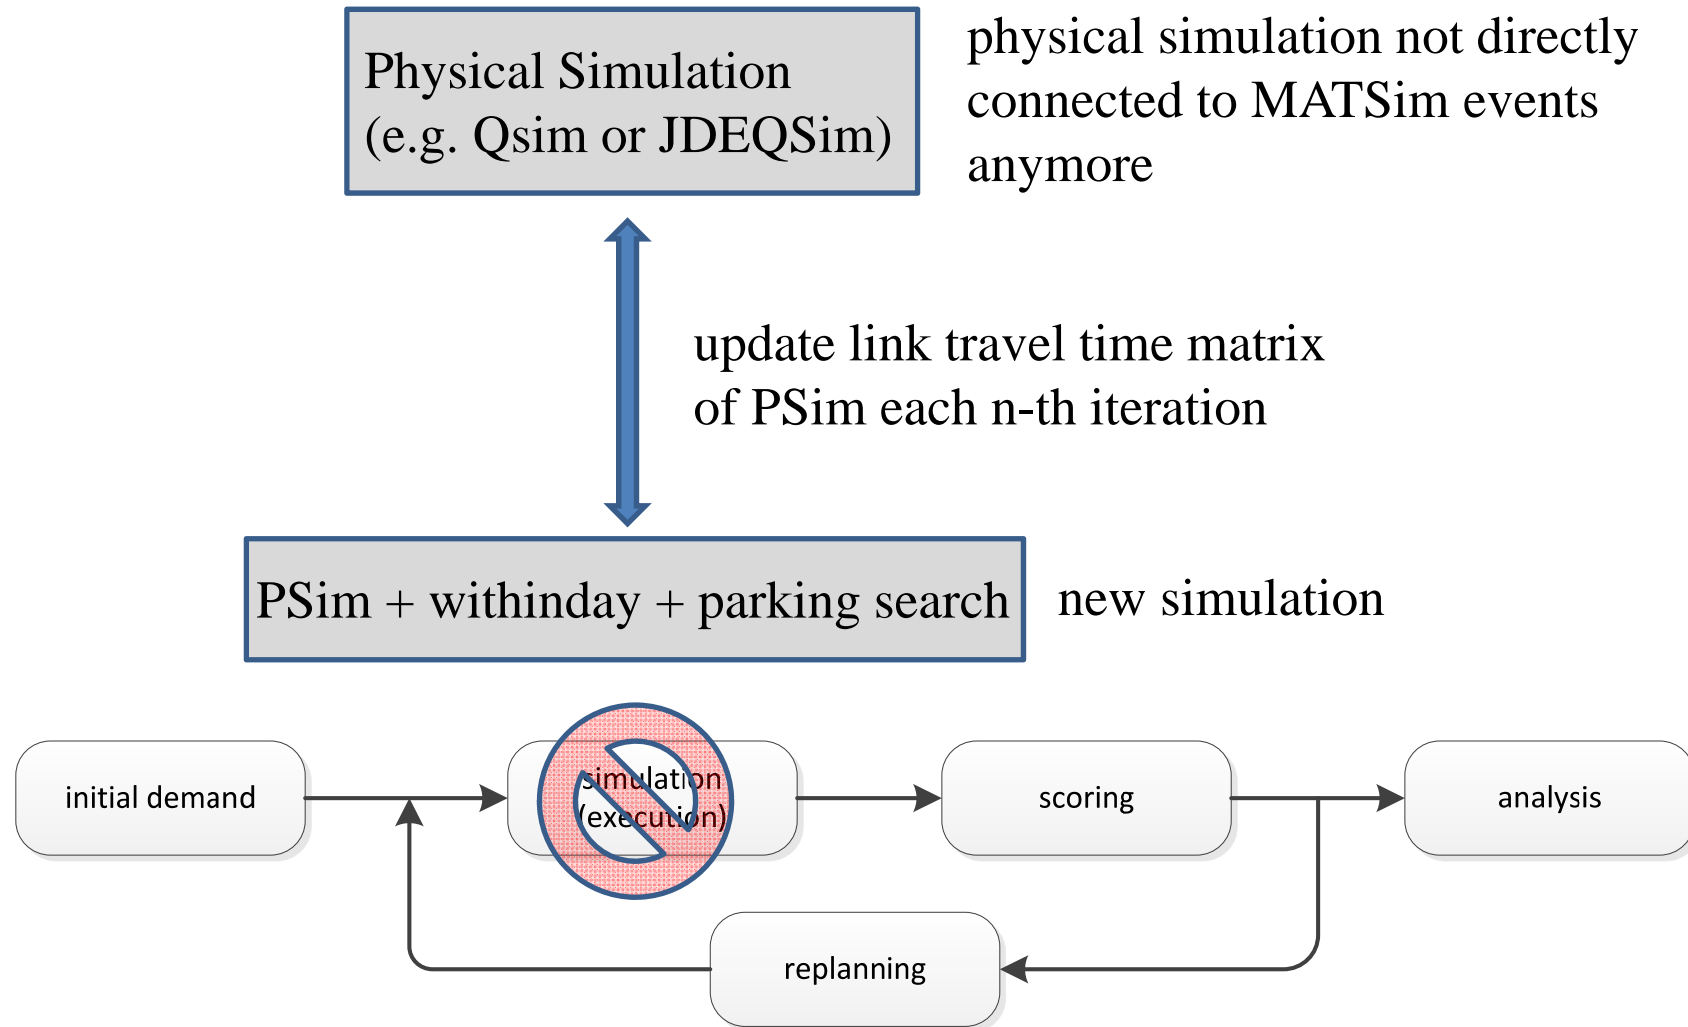 Physical Simulation
(e.g. Qsim or JDEQSim)
physical simulation not directly
connected to MATSim events
anymore
update link travel time matrix
of PSim each n-th iteration
PSim + withinday + parking search
new simulation
initial demand
simulation
(execution)
scoring
analysis
replanning